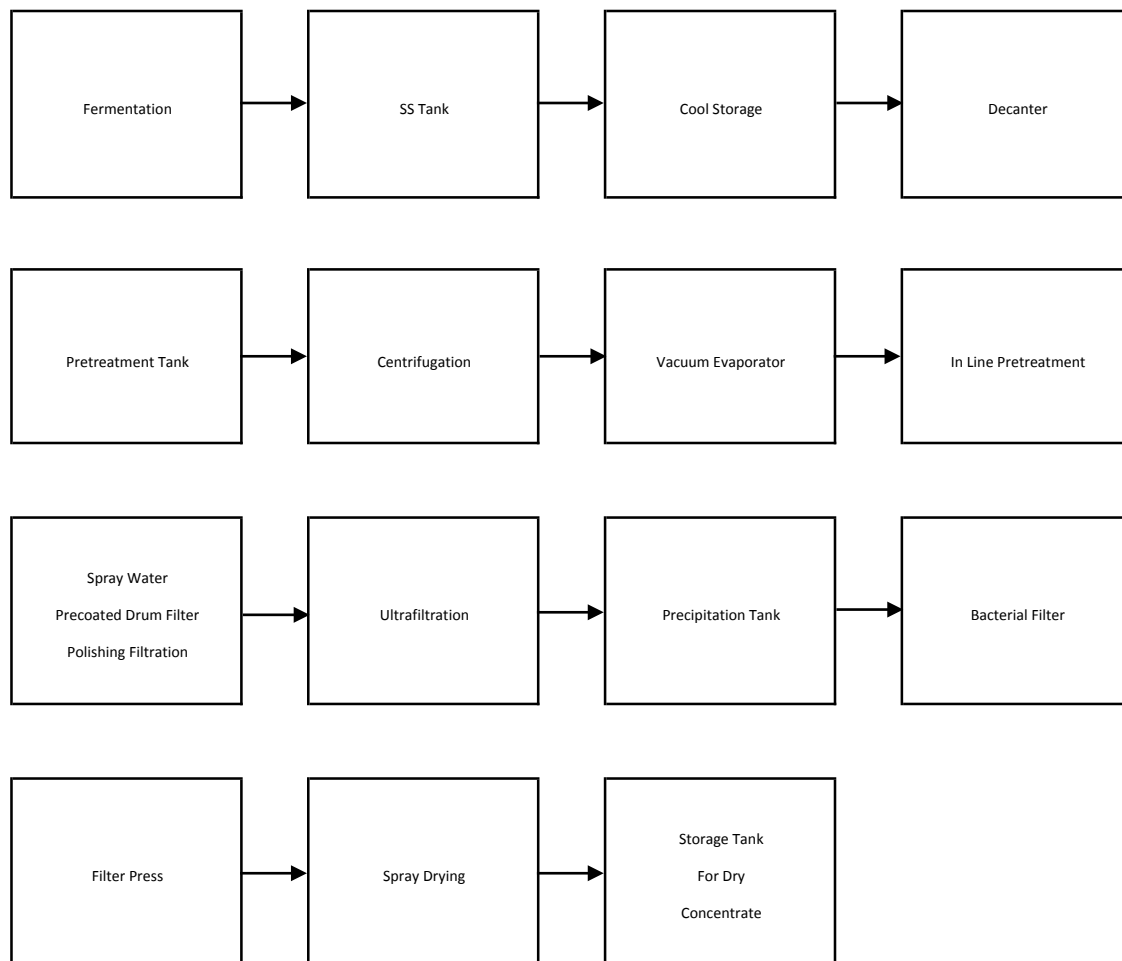 Fermentation
SS Tank
Cool Storage
Decanter
Pretreatment Tank
Centrifugation
Vacuum Evaporator
In Line Pretreatment
Spray Water
Precoated Drum Filter
Polishing Filtration
Ultrafiltration
Precipitation Tank
Bacterial Filter
Filter Press
Spray Drying
Storage Tank
For Dry
Concentrate